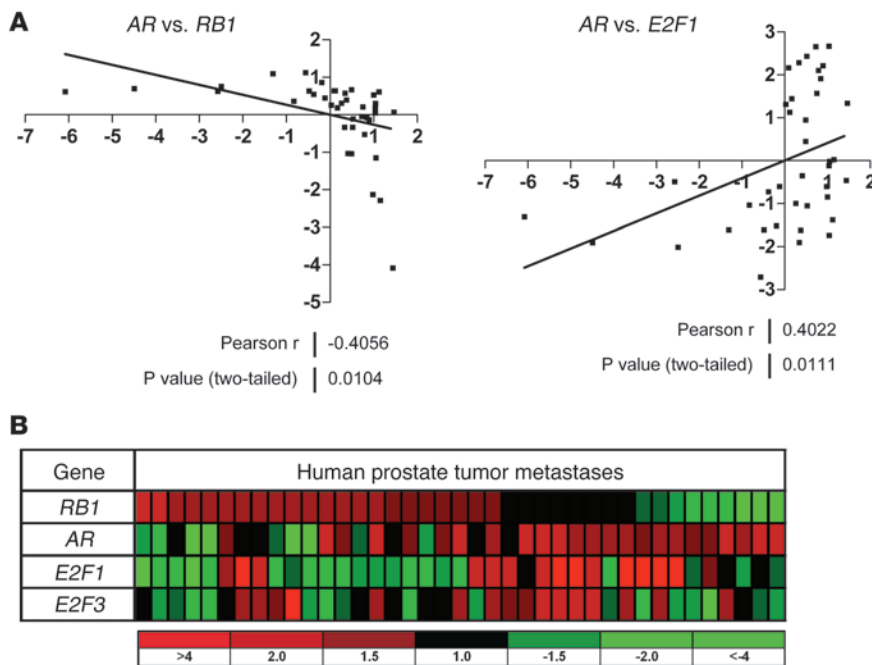 A
AR vs. RB1
2
1
-7 -6 -5 -4 -3 -2 -1 1 2
-1
-2
-3
-4
-5
Pearson r -0.4056
P value (two-tailed) 0.0104
AR vs. E2F1
3
2
1
-7 -6 -5 -4 -3 -2 -1 1 2
-1
-2
-3
Pearson r 0.4022
P value (two-tailed) 0.0111
B
Gene Human prostate tumor metastases
RB1
AR
E2F1
E2F3
>4 2.0 1.5 1.0 -1.5 -2.0 <-4